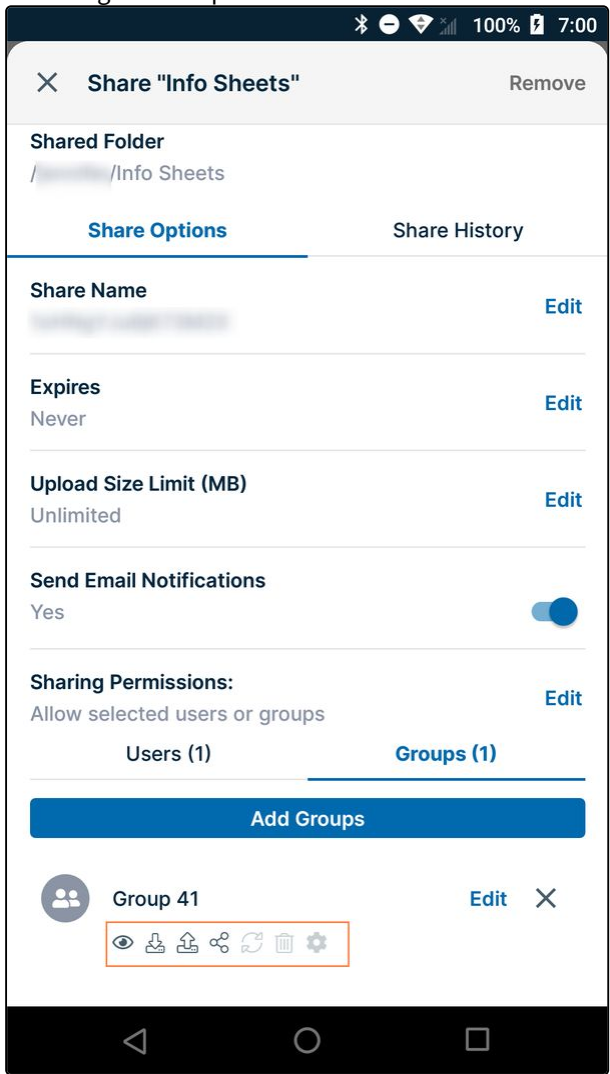 100% 7:00
Share "Info Sheets" Remove
Shared Folder
/ /Info Sheets
Share Options Share History
Share Name
Edit
Expires
Never
Edit
Upload Size Limit (MB)
Unlimited
Edit
Send Email Notifications
Yes
Sharing Permissions:
Allow selected users or groups
Edit
Users (1) Groups (1)
Add Groups
Group 41 Edit